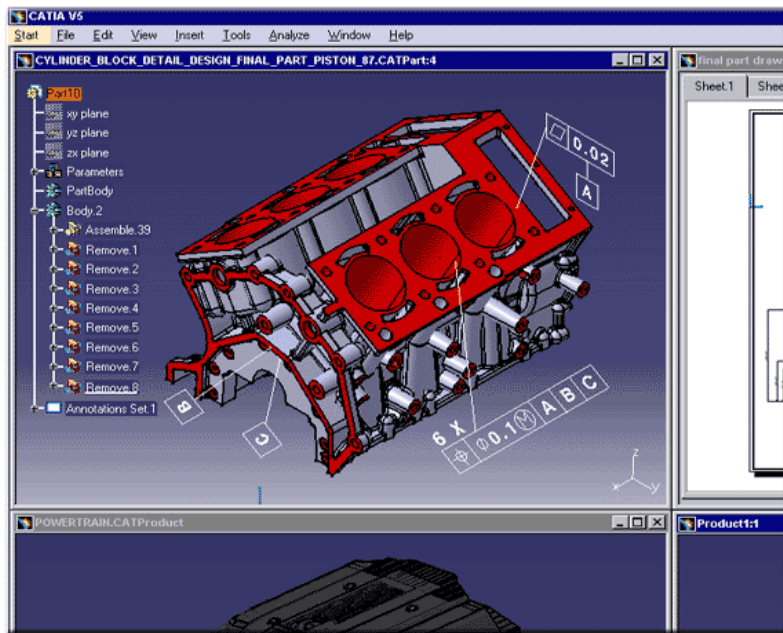 CATIA V5
Start File Edit View Insert Tools Analyze Window Help
CYLINDER_BLOCK_DETAIL_DESIGN_FINAL_PART_PISTON_87.CATPart:4
final part draw
Sheet.1 Shee
Part10
xy plane
yz plane
zx plane
Parameters
PartBody
Body.2
Assemble.39
Remove.1
Remove.2
Remove.3
Remove.4
Remove.5
Remove.6
Remove.7
Remove.8
Annotations Set.1
0.02
A
B
C
6 X
⌖ Φ0.1 Ⓜ A B C
z
x y
POWERTRAIN.CATProduct
Product1:1